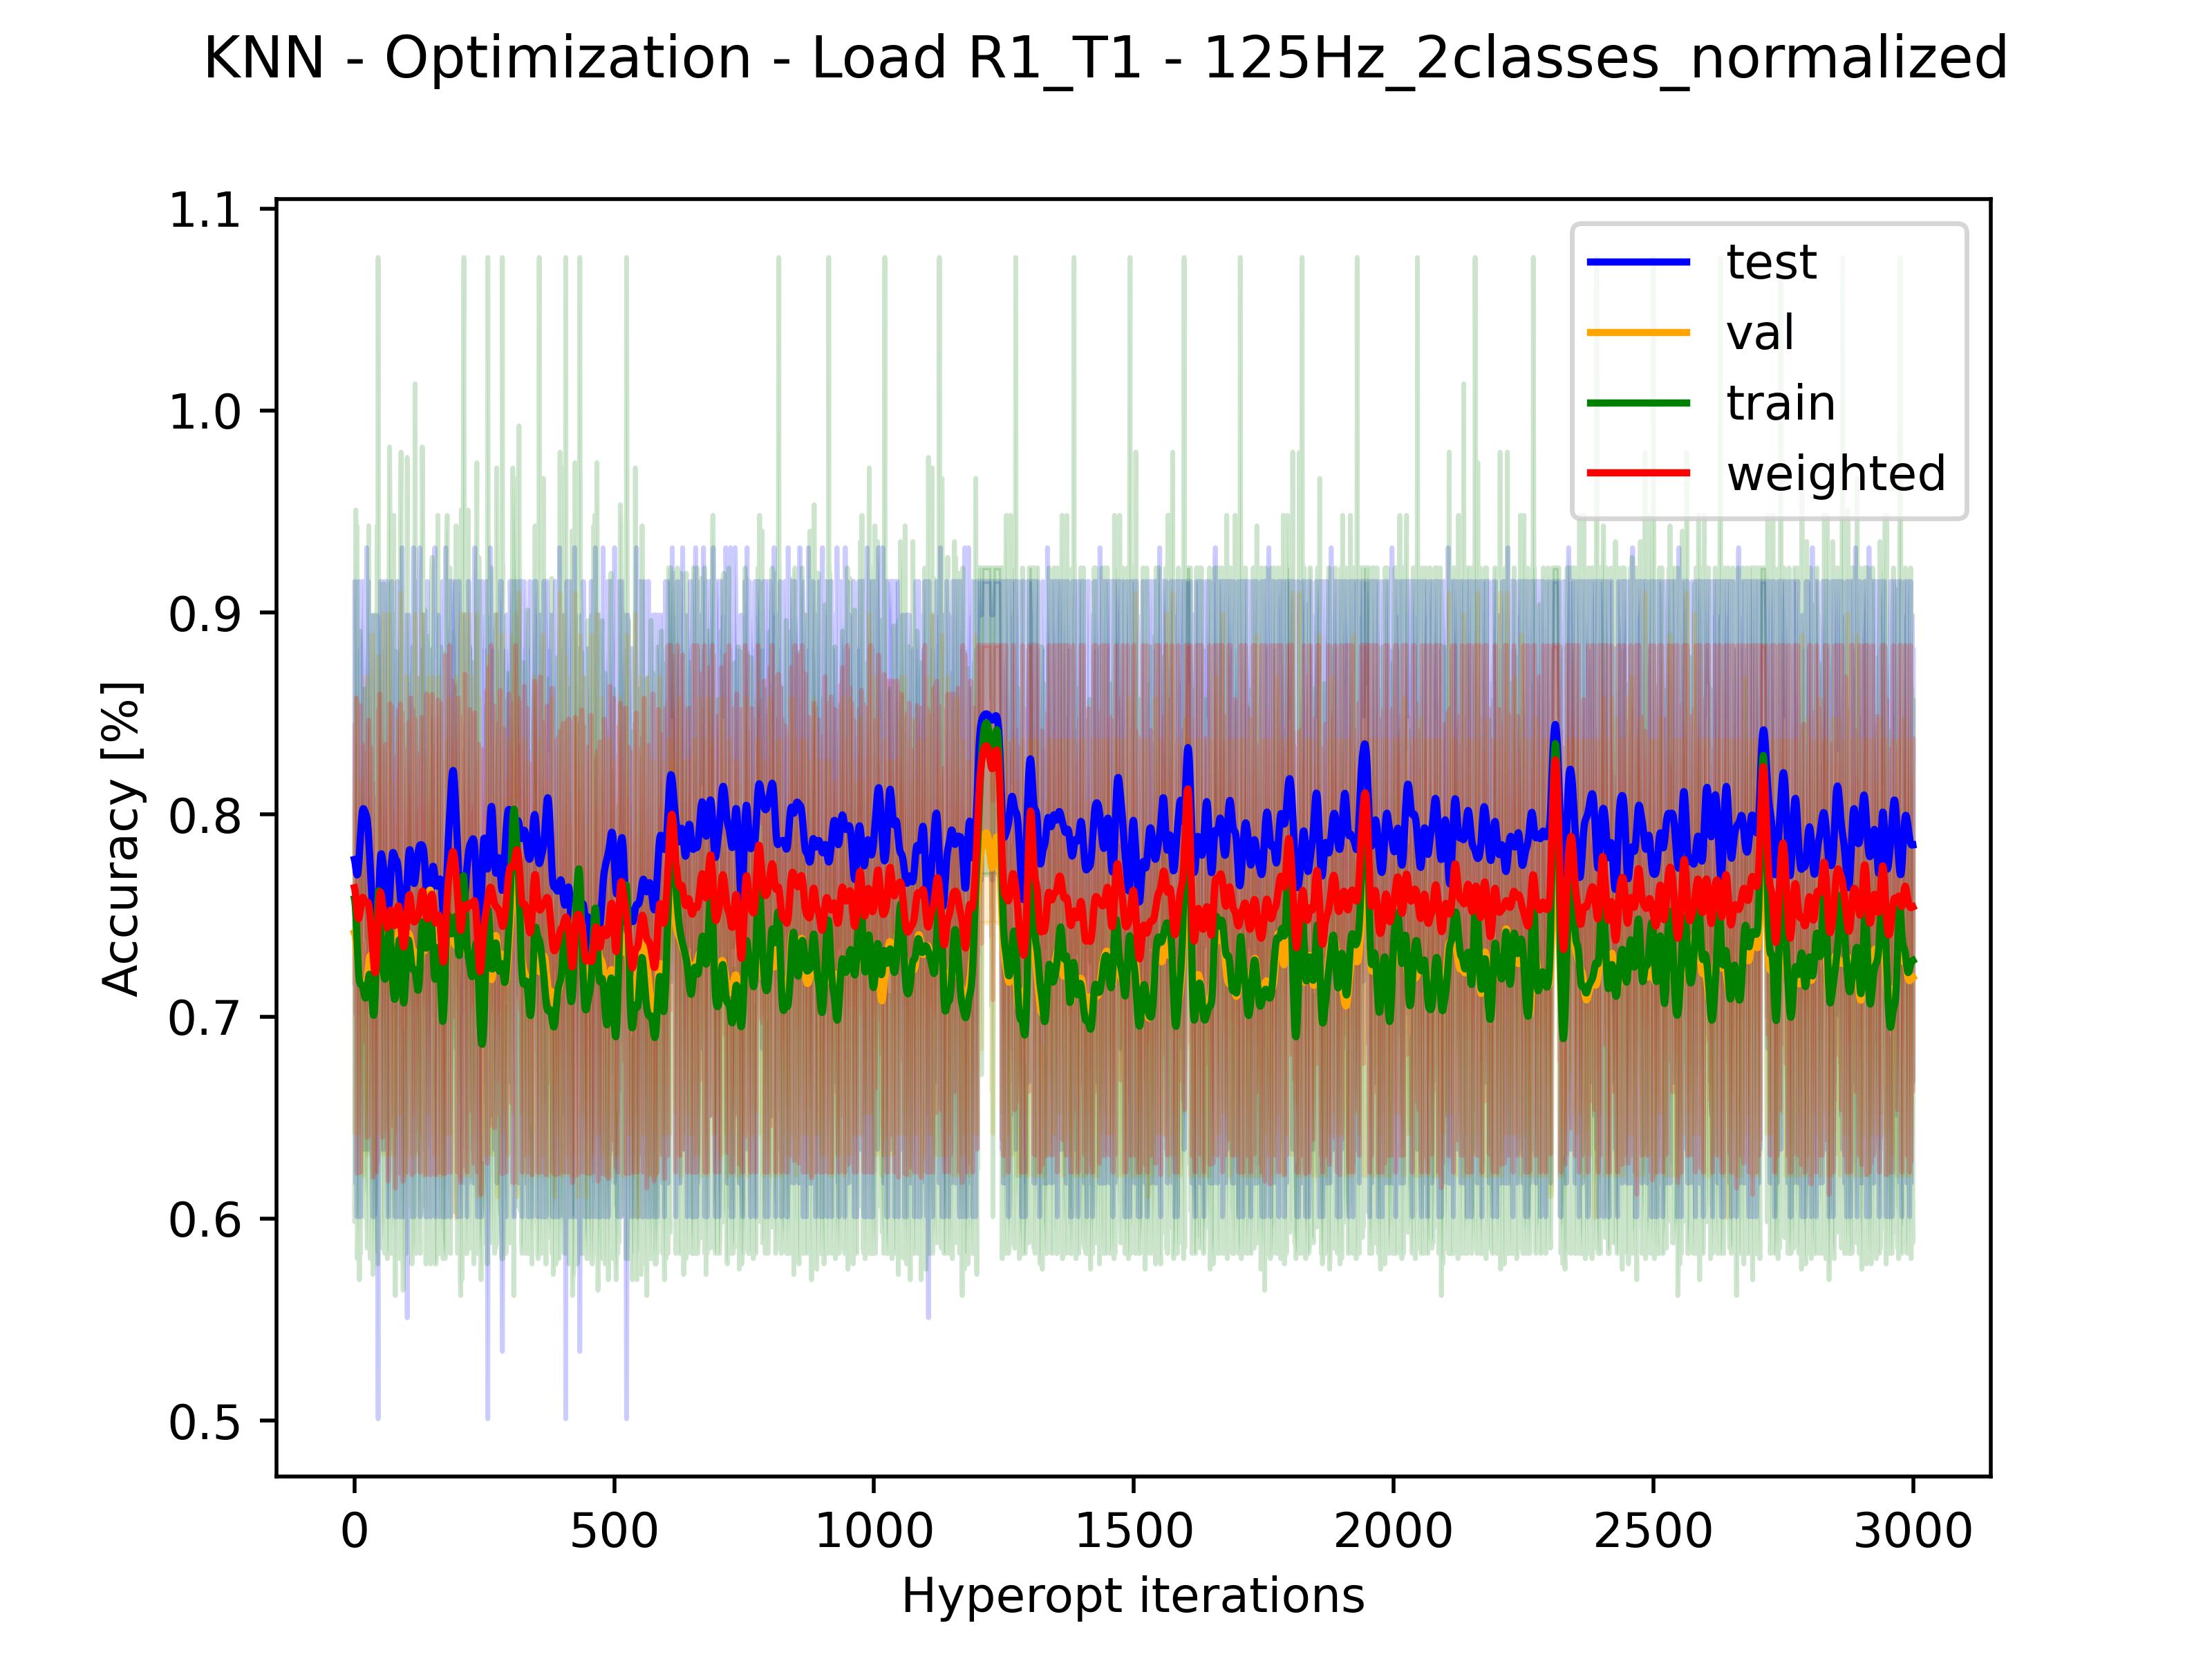 KNN - Optimization - Load R1_T1 - 125Hz_2classes_normalized
1.1
1.0
0.9
0.8
0.7
0.6
0.5
Accuracy [%]
test
val
train
weighted
0 500 1000 1500 2000 2500 3000
Hyperopt iterations